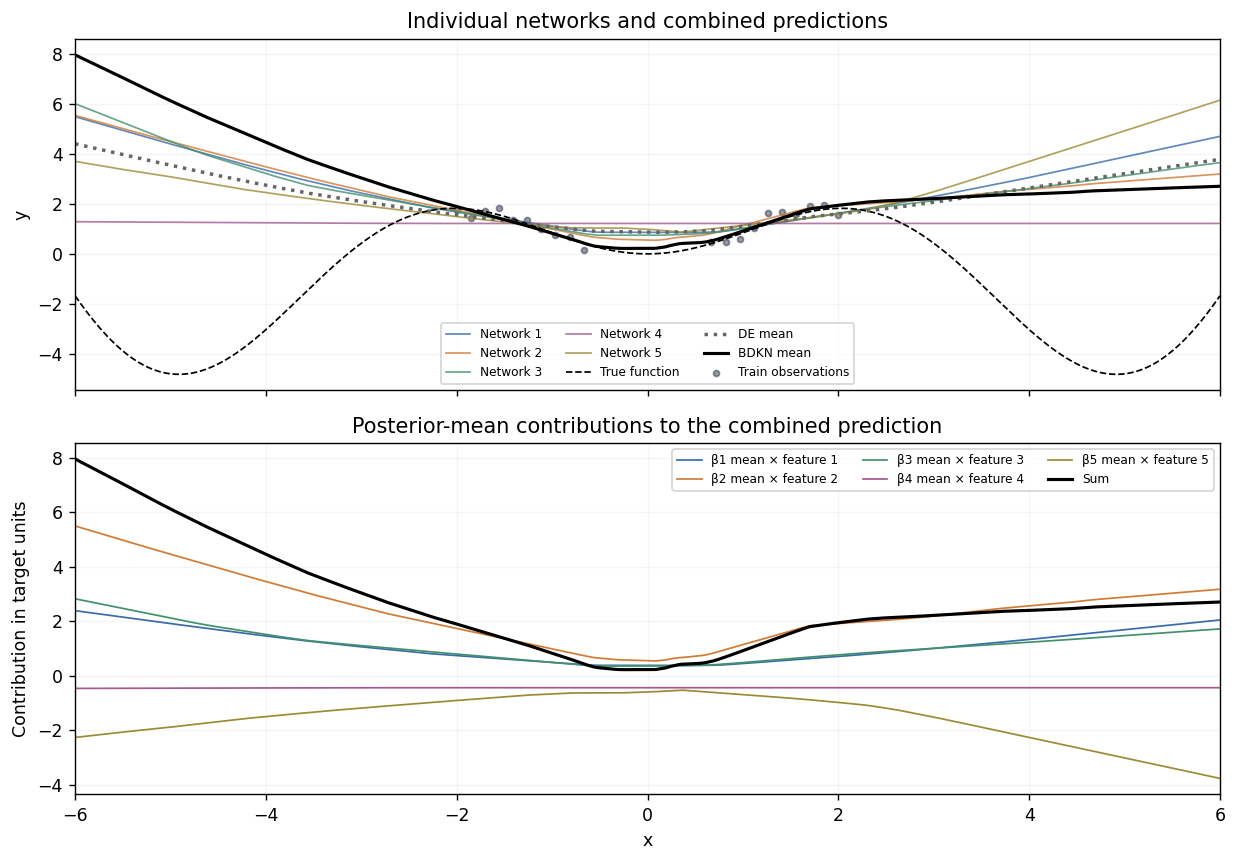 Individual networks and combined predictions
8
6
4
2
0
−2
−4
y
Network 1
Network 2
Network 3
Network 4
Network 5
True function
DE mean
BDKN mean
Train observations
Posterior-mean contributions to the combined prediction
8
6
4
2
0
−2
−4
Contribution in target units
β1 mean × feature 1
β2 mean × feature 2
β3 mean × feature 3
β4 mean × feature 4
β5 mean × feature 5
Sum
−6 −4 −2 0 2 4 6
x